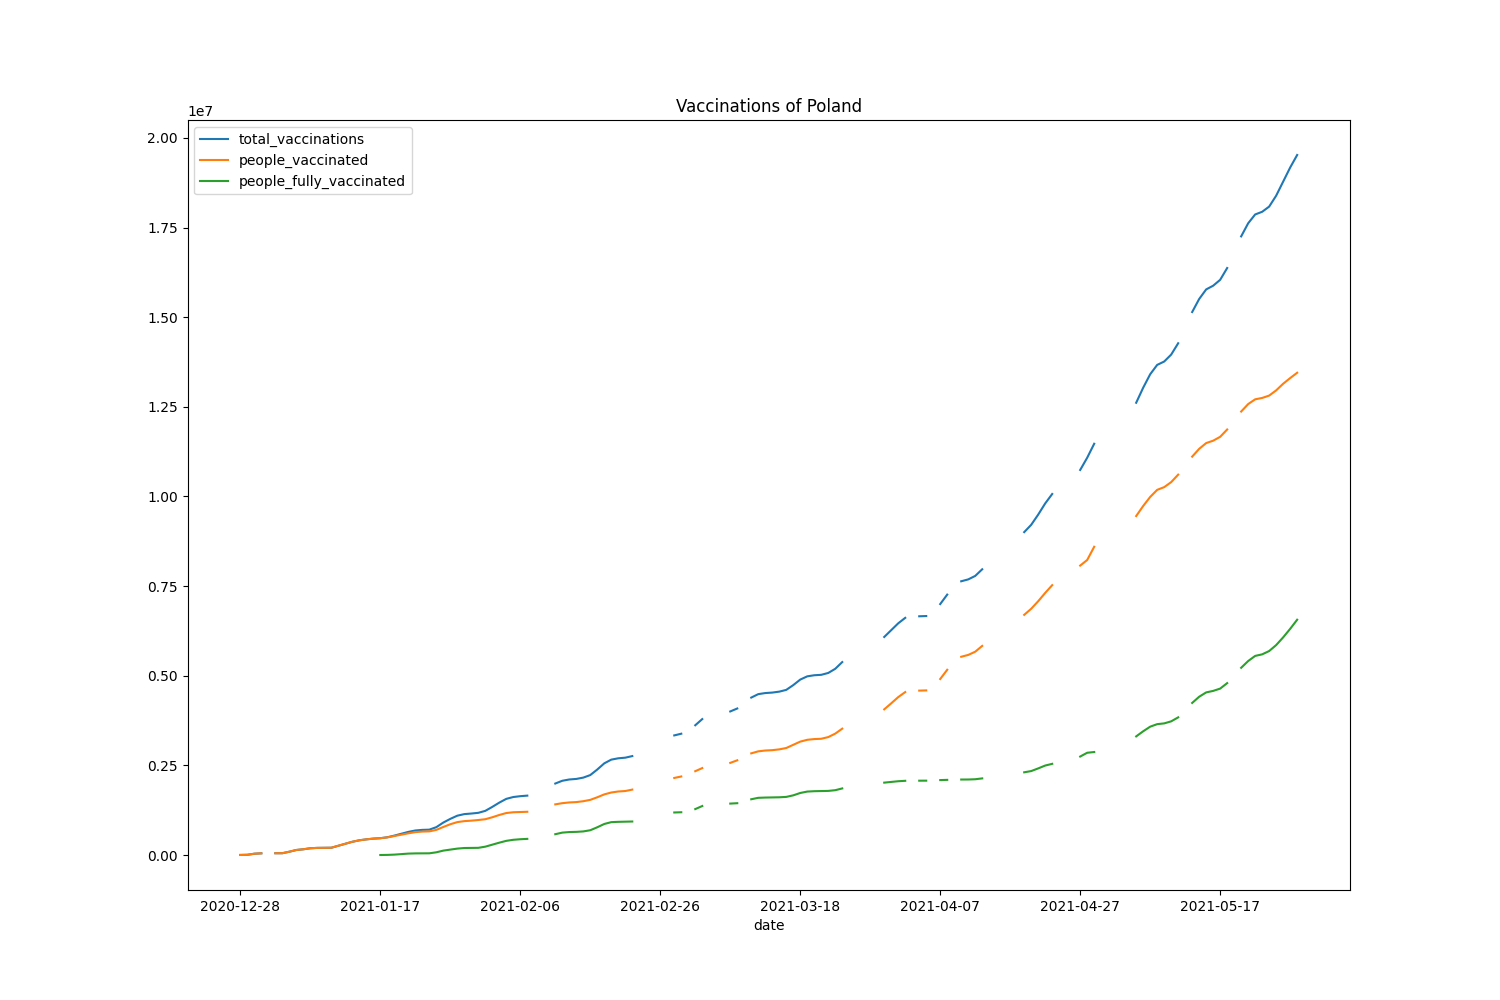 Vaccinations of Poland
1e7
total_vaccinations
people_vaccinated
people_fully_vaccinated
2.00
1.75
1.50
1.25
1.00
0.75
0.50
0.25
0.00
2020-12-28 2021-01-17 2021-02-06 2021-02-26 2021-03-18 2021-04-07 2021-04-27 2021-05-17
date